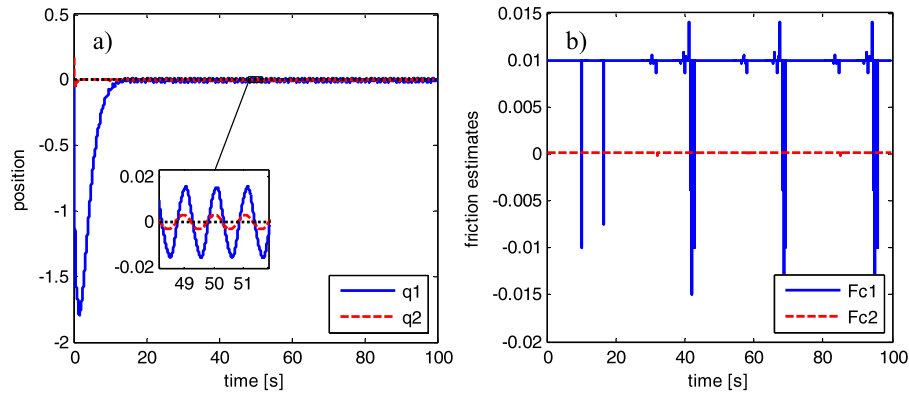 a)
0.5
0
-0.5
-1
-1.5
-2
position
0.02
0
-0.02
49 50 51
q1
q2
0 20 40 60 80 100
time [s]
b)
0.015
0.01
0.005
0
-0.005
-0.01
-0.015
-0.02
friction estimates
Fc1
Fc2
0 20 40 60 80 100
time [s]